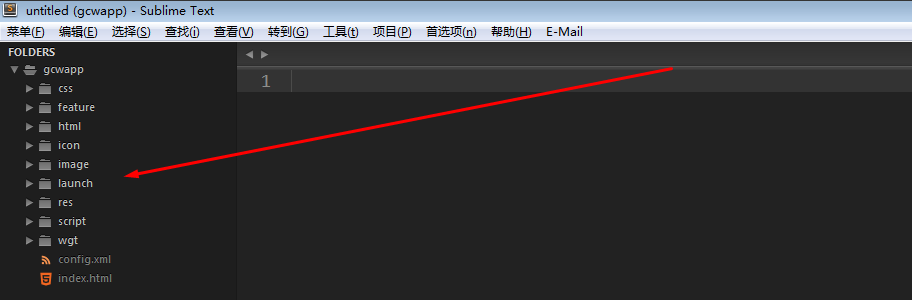 untitled (gcwapp) - Sublime Text
菜单(F) 编辑(E) 选择(S) 查找(i) 查看(V) 转到(G) 工具(t) 项目(P) 首选项(n) 帮助(H) E-Mail
FOLDERS
gcwapp
css
feature
html
icon
image
launch
res
script
wgt
config.xml
index.html
1